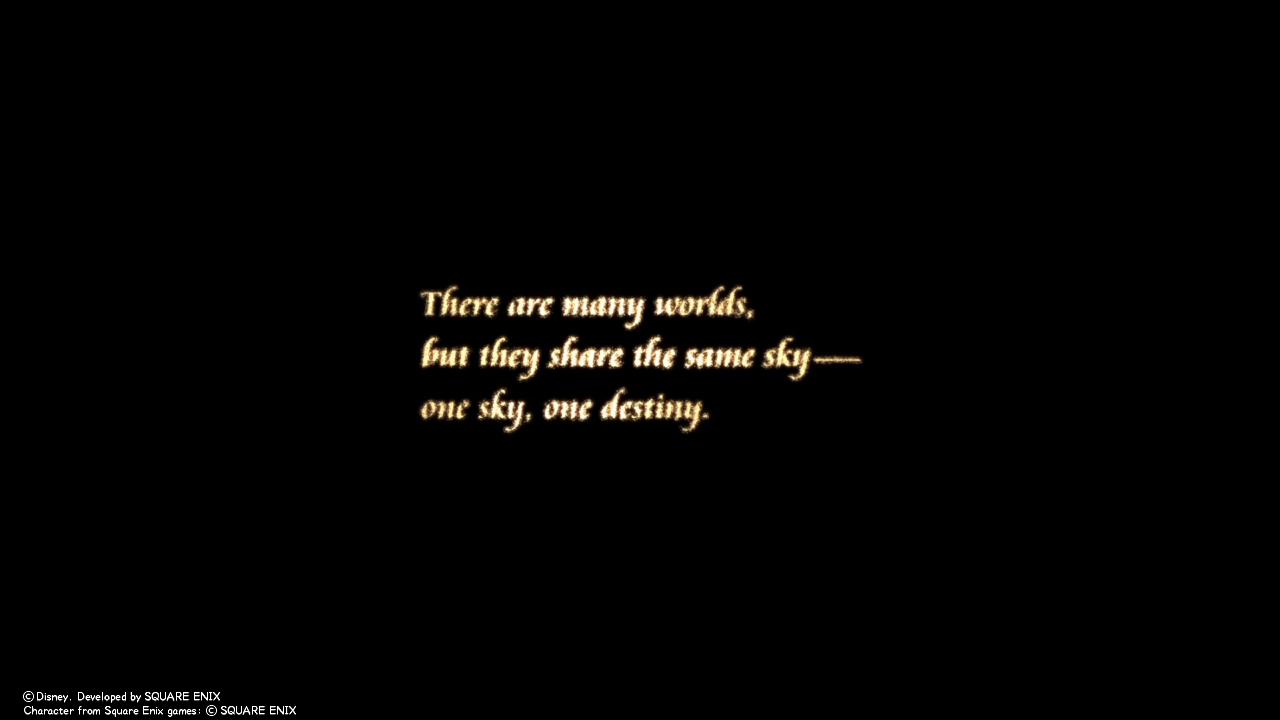 There are many worlds,
but they share the same sky—
one sky, one destiny.
©Disney. Developed by SQUARE ENIX
Character from Square Enix games: © SQUARE ENIX